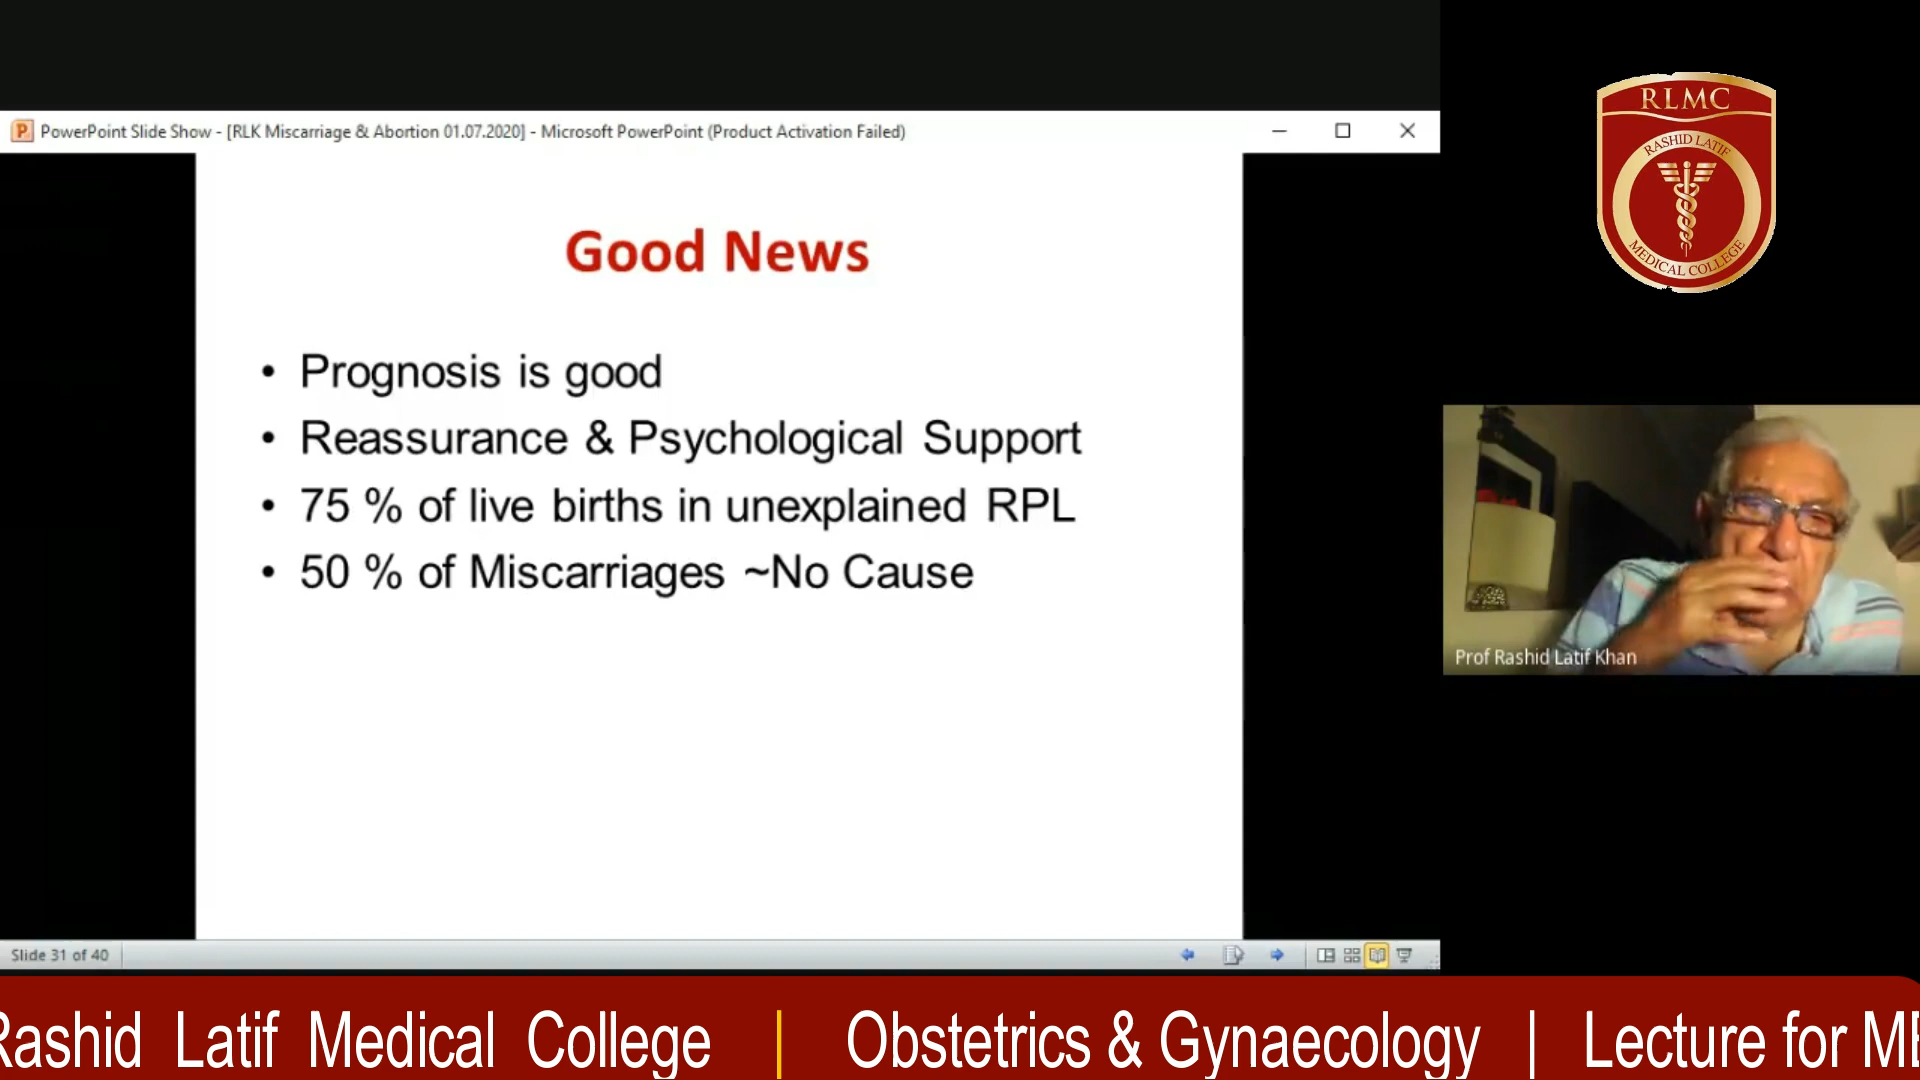 PowerPoint Slide Show - [RLK Miscarriage & Abortion 01.07.2020] - Microsoft PowerPoint (Product Activation Failed)
RLMC
RASHID LATIF
MEDICAL COLLEGE
Good News
• Prognosis is good
• Reassurance & Psychological Support
• 75 % of live births in unexplained RPL
• 50 % of Miscarriages ~No Cause
Prof Rashid Latif Khan
Slide 31 of 40
Rashid Latif Medical College | Obstetrics & Gynaecology | Lecture for